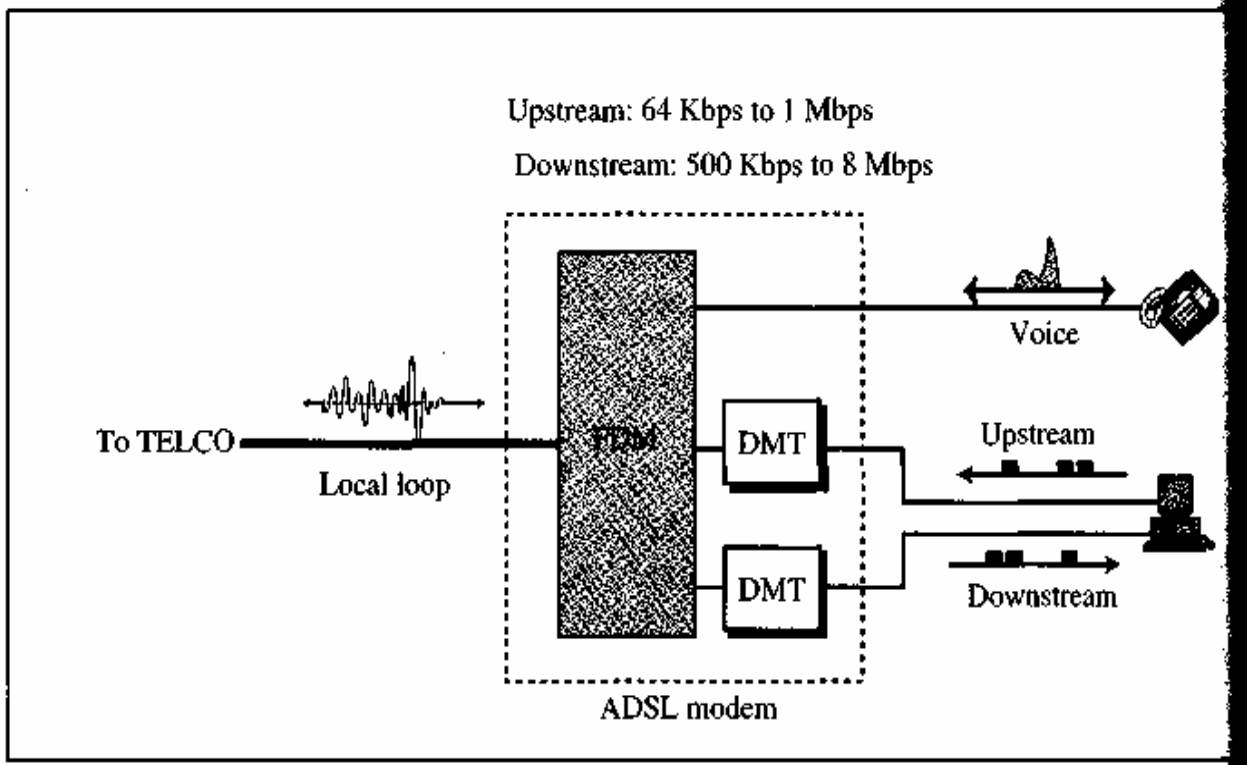 Upstream: 64 Kbps to 1 Mbps
Downstream: 500 Kbps to 8 Mbps
Voice
To TELCO
Local loop
FDM
DMT
Upstream
DMT
Downstream
ADSL modem